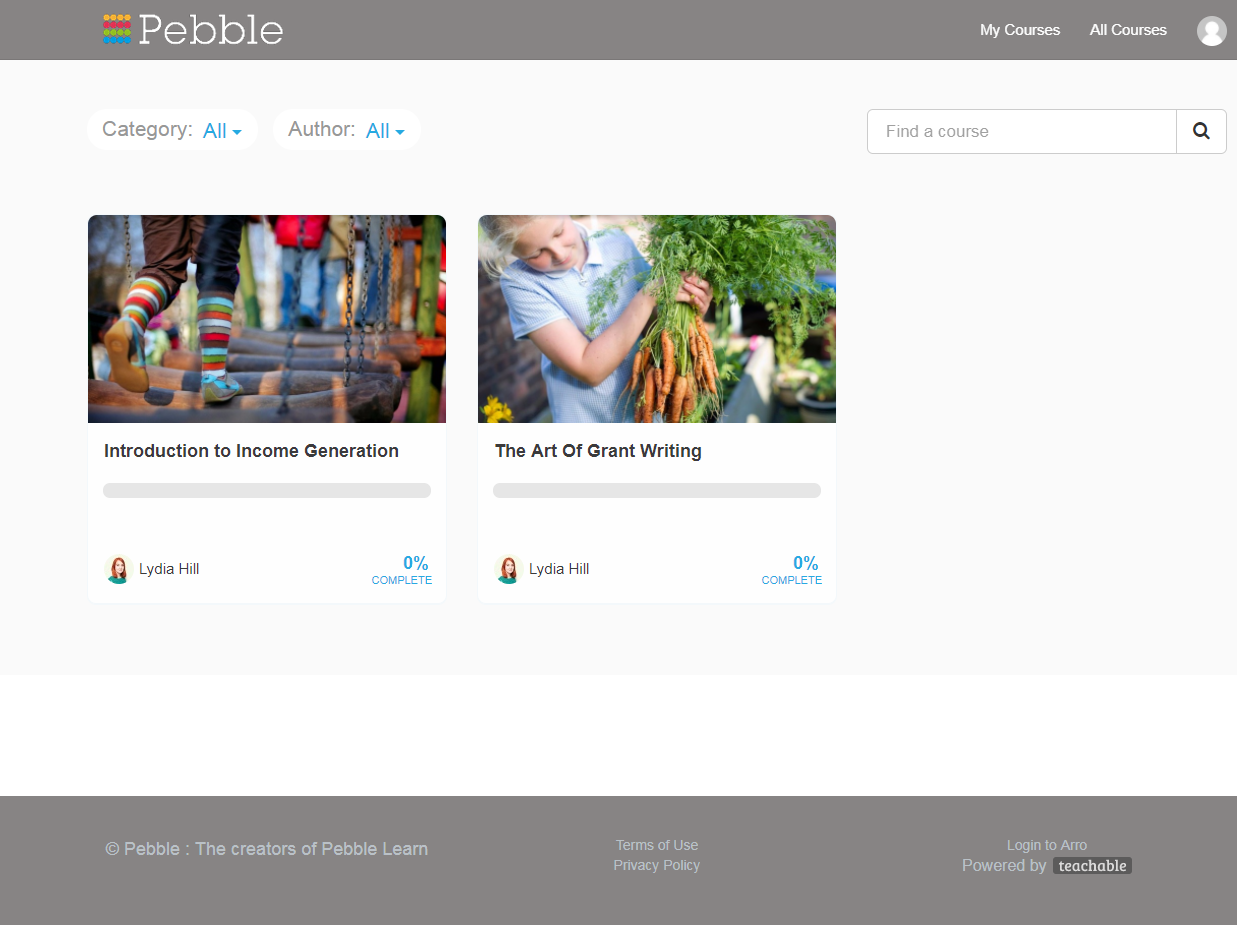 Pebble
My Courses
All Courses
Category: All
Author: All
Find a course
Introduction to Income Generation
Lydia Hill
0%
COMPLETE
The Art Of Grant Writing
Lydia Hill
0%
COMPLETE
© Pebble : The creators of Pebble Learn
Terms of Use
Privacy Policy
Login to Arro
Powered by teachable